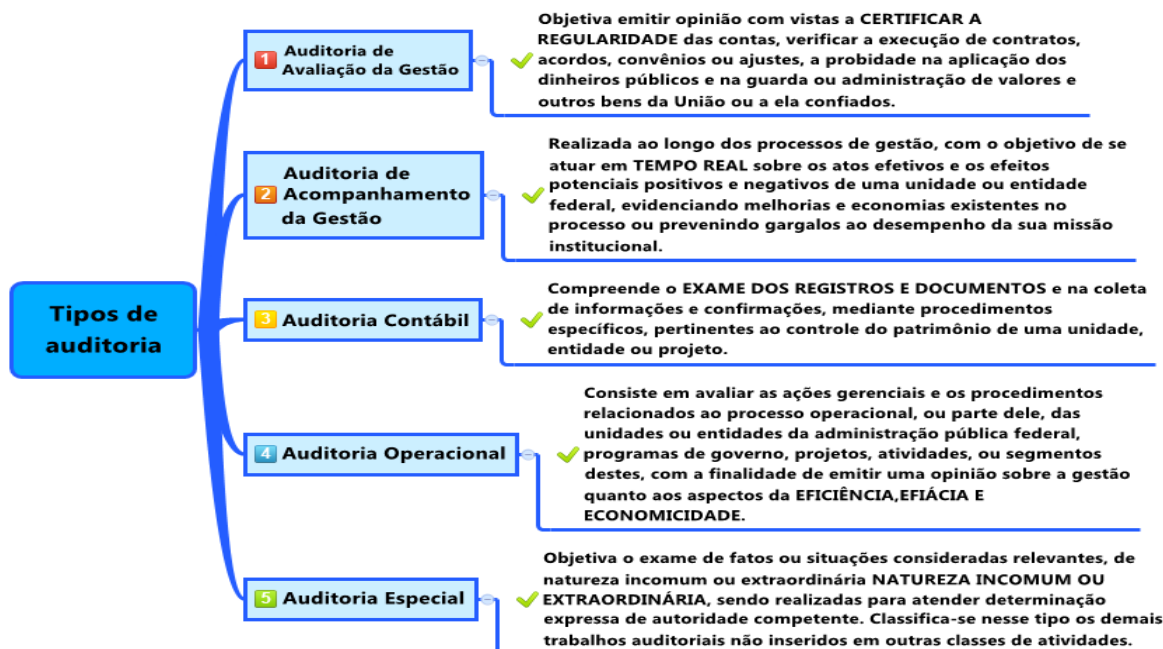 Tipos de
auditoria
1
Auditoria de
Avaliação da Gestão
Objetiva emitir opinião com vistas a CERTIFICAR A
REGULARIDADE das contas, verificar a execução de contratos,
acordos, convênios ou ajustes, a probidade na aplicação dos
dinheiros públicos e na guarda ou administração de valores e
outros bens da União ou a ela confiados.
2
Auditoria de
Acompanhamento
da Gestão
Realizada ao longo dos processos de gestão, com o objetivo de se
atuar em TEMPO REAL sobre os atos efetivos e os efeitos
potenciais positivos e negativos de uma unidade ou entidade
federal, evidenciando melhorias e economias existentes no
processo ou prevenindo gargalos ao desempenho da sua missão
institucional.
3
Auditoria Contábil
Compreende o EXAME DOS REGISTROS E DOCUMENTOS e na coleta
de informações e confirmações, mediante procedimentos
específicos, pertinentes ao controle do patrimônio de uma unidade,
entidade ou projeto.
4
Auditoria Operacional
Consiste em avaliar as ações gerenciais e os procedimentos
relacionados ao processo operacional, ou parte dele, das
unidades ou entidades da administração pública federal,
programas de governo, projetos, atividades, ou segmentos
destes, com a finalidade de emitir uma opinião sobre a gestão
quanto aos aspectos da EFICIÊNCIA,EFIÁCIA E
ECONOMICIDADE.
5
Auditoria Especial
Objetiva o exame de fatos ou situações consideradas relevantes, de
natureza incomum ou extraordinária NATUREZA INCOMUM OU
EXTRAORDINÁRIA, sendo realizadas para atender determinação
expressa de autoridade competente. Classifica-se nesse tipo os demais
trabalhos auditoriais não inseridos em outras classes de atividades.